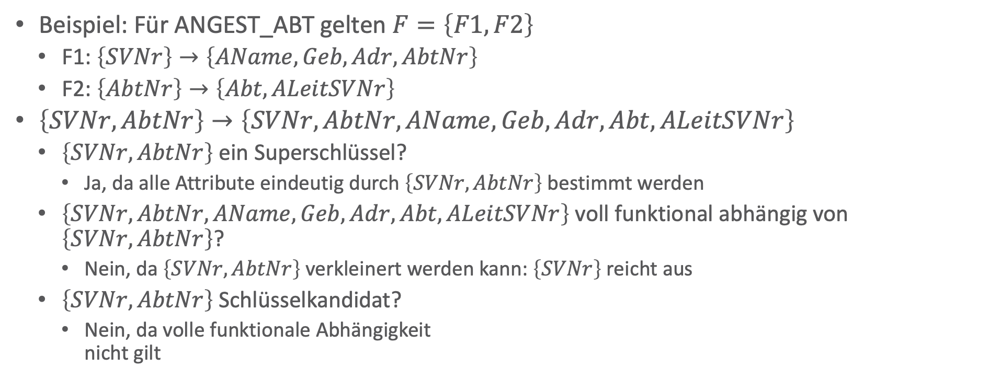 • Beispiel: Für ANGEST_ABT gelten F = {F1, F2}
• F1: {SVNr} → {AName, Geb, Adr, AbtNr}
• F2: {AbtNr} → {Abt, ALeitSVNr}
• {SVNr, AbtNr} → {SVNr, AbtNr, AName, Geb, Adr, Abt, ALeitSVNr}
• {SVNr, AbtNr} ein Superschlüssel?
• Ja, da alle Attribute eindeutig durch {SVNr, AbtNr} bestimmt werden
• {SVNr, AbtNr, AName, Geb, Adr, Abt, ALeitSVNr} voll funktional abhängig von
{SVNr, AbtNr}?
• Nein, da {SVNr, AbtNr} verkleinert werden kann: {SVNr} reicht aus
• {SVNr, AbtNr} Schlüsselkandidat?
• Nein, da volle funktionale Abhängigkeit
nicht gilt